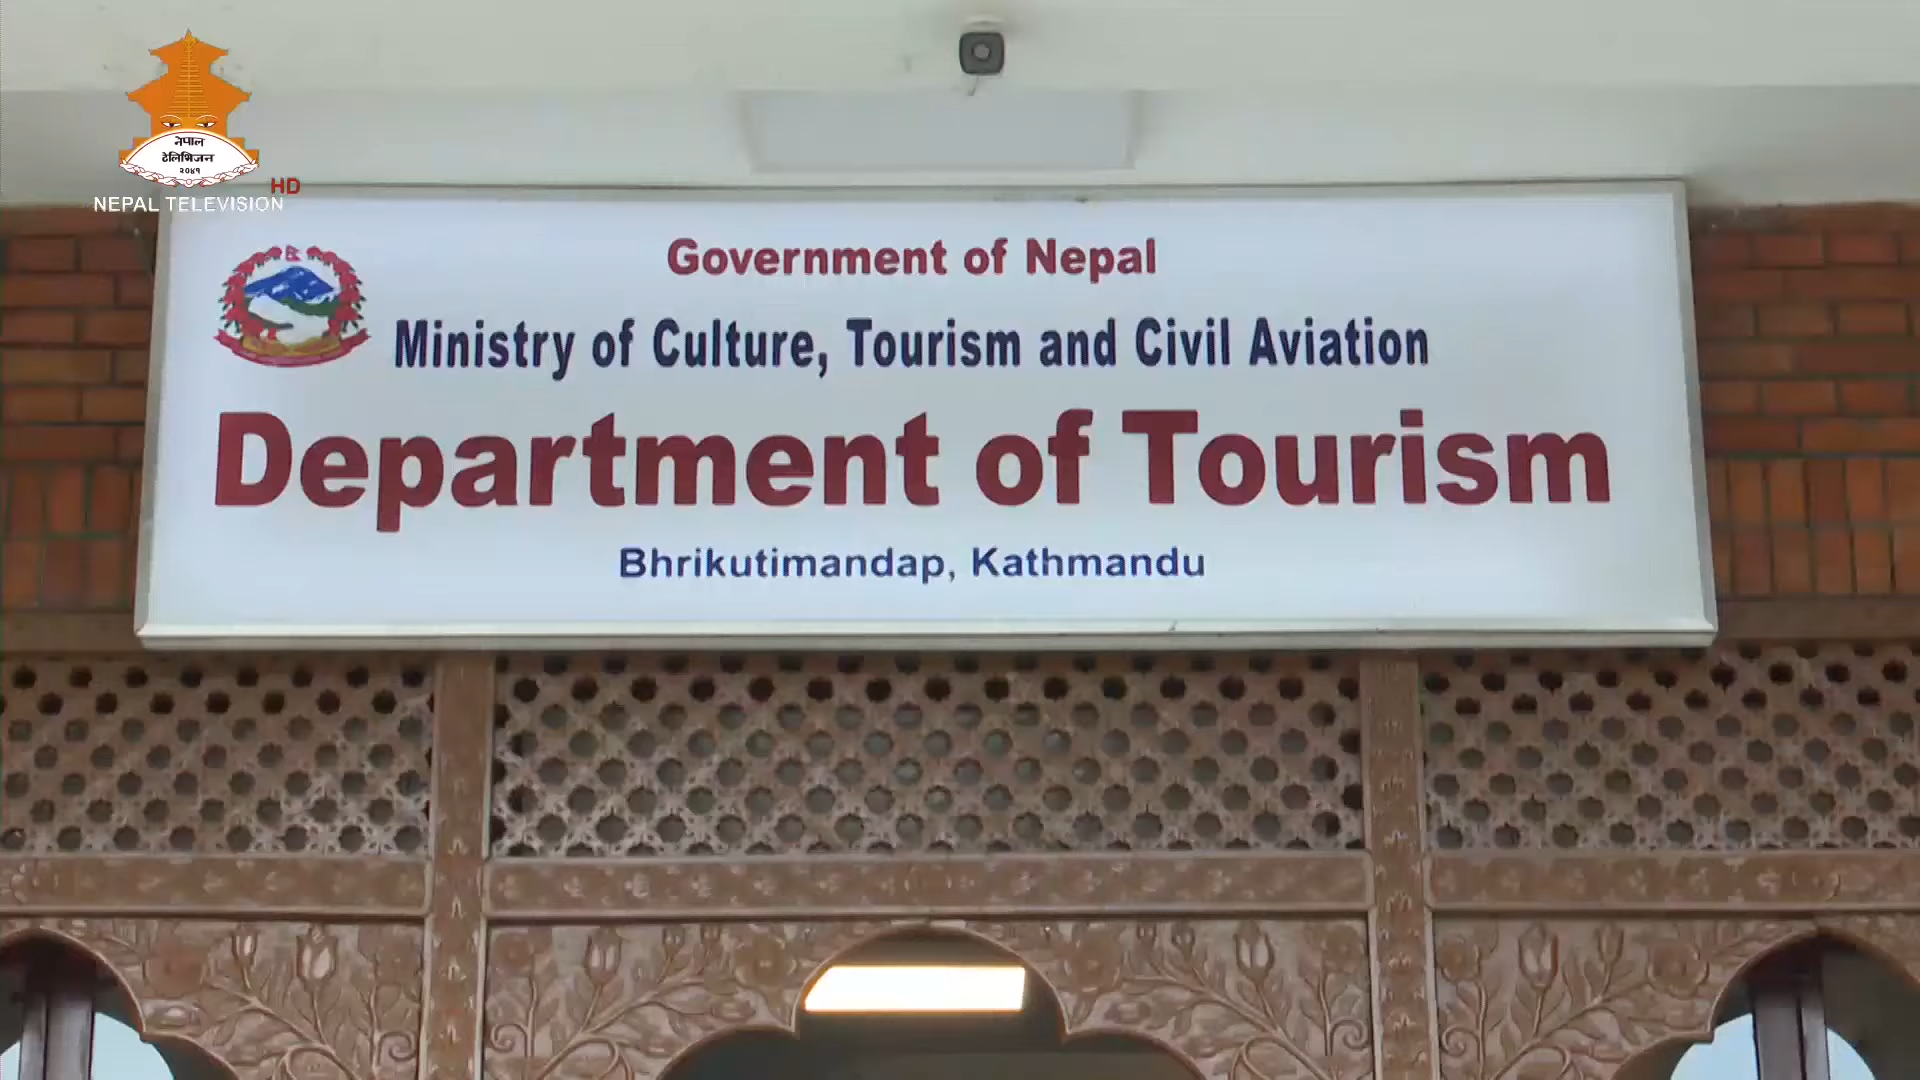 नेपाल
टेलिभिजन
२०४१
HD
NEPAL TELEVISION
Government of Nepal
Ministry of Culture, Tourism and Civil Aviation
Department of Tourism
Bhrikutimandap, Kathmandu